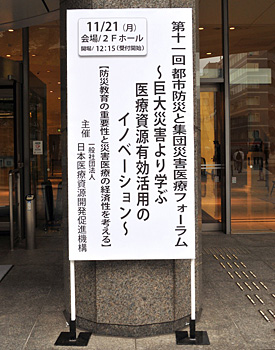 11/21（月）
会場/２Ｆホール
開場/12:15（受付開始）
第十一回都市防災と集団災害医療フォーラム
～巨大災害より学ぶ
医療資源有効活用の
イノベーション～
【防災教育の重要性と災害医療の経済性を考える】
主催　一般社団法人
日本医療資源開発促進機構